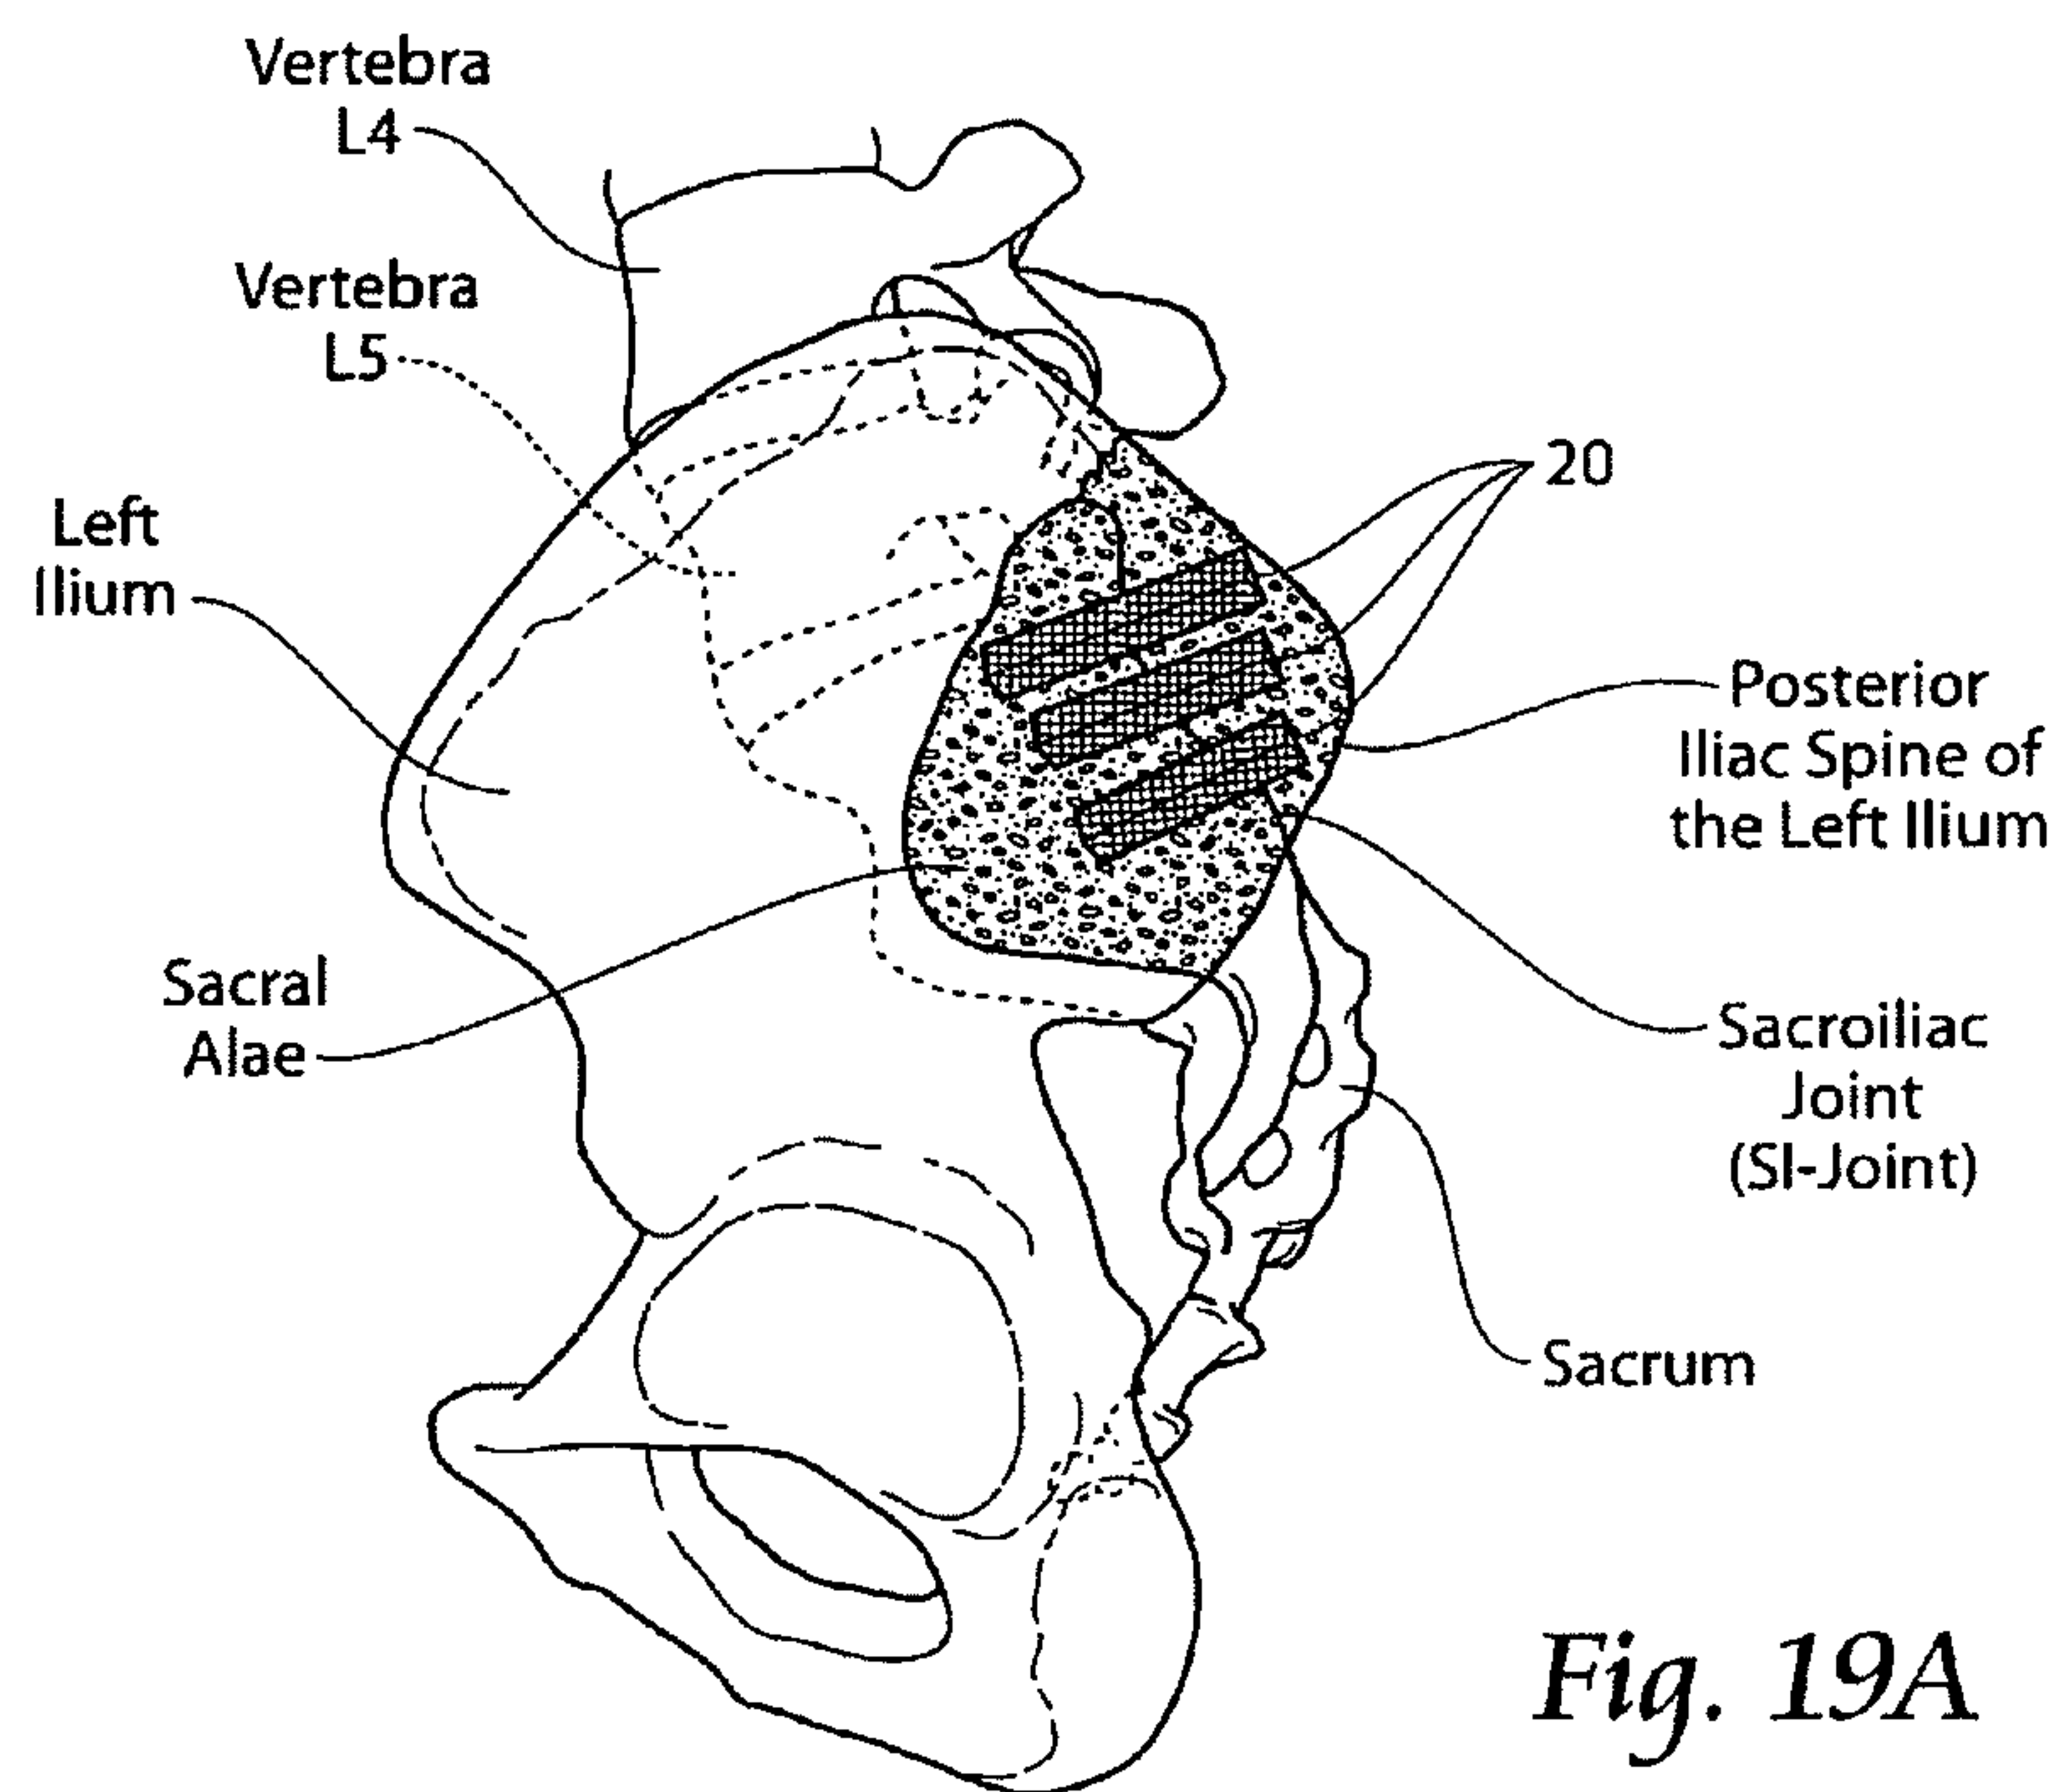 Vertebra
L4
Vertebra
L5
Left
Ilium
20
Posterior
Iliac Spine of
the Left Ilium
Sacral
Alae
Sacroiliac
Joint
(SI-Joint)
Sacrum
Fig. 19A